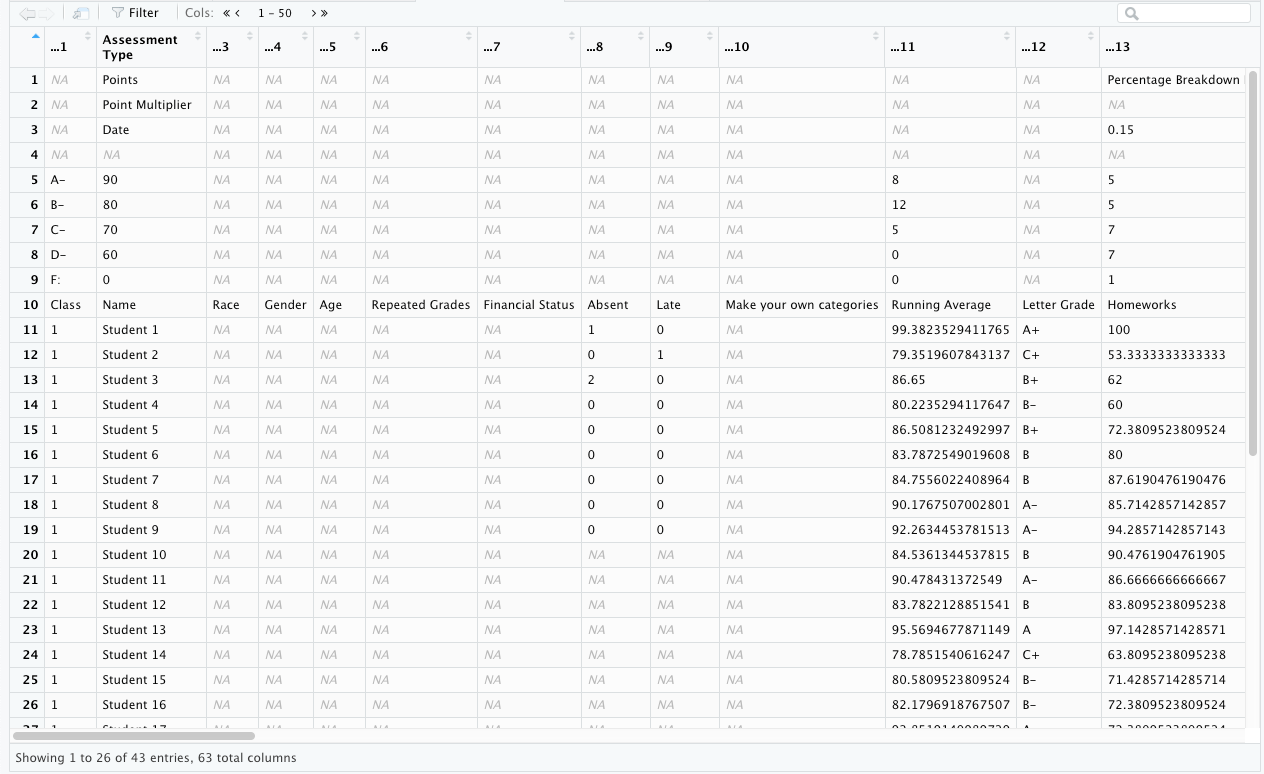 Filter Cols: « ‹ 1 - 50 › »
...1 Assessment Type ...3 ...4 ...5 ...6 ...7 ...8 ...9 ...10 ...11 ...12 ...13
1 NA Points NA NA NA NA NA NA NA NA NA NA Percentage Breakdown
2 NA Point Multiplier NA NA NA NA NA NA NA NA NA NA NA
3 NA Date NA NA NA NA NA NA NA NA NA NA 0.15
4 NA NA NA NA NA NA NA NA NA NA NA NA NA
5 A- 90 NA NA NA NA NA NA NA NA 8 NA 5
6 B- 80 NA NA NA NA NA NA NA NA 12 NA 5
7 C- 70 NA NA NA NA NA NA NA NA 5 NA 7
8 D- 60 NA NA NA NA NA NA NA NA 0 NA 7
9 F: 0 NA NA NA NA NA NA NA NA 0 NA 1
10 Class Name Race Gender Age Repeated Grades Financial Status Absent Late Make your own categories Running Average Letter Grade Homeworks
11 1 Student 1 NA NA NA NA NA 1 0 NA 99.3823529411765 A+ 100
12 1 Student 2 NA NA NA NA NA 0 1 NA 79.3519607843137 C+ 53.3333333333333
13 1 Student 3 NA NA NA NA NA 2 0 NA 86.65 B+ 62
14 1 Student 4 NA NA NA NA NA 0 0 NA 80.2235294117647 B- 60
15 1 Student 5 NA NA NA NA NA 0 0 NA 86.5081232492997 B+ 72.3809523809524
16 1 Student 6 NA NA NA NA NA 0 0 NA 83.7872549019608 B 80
17 1 Student 7 NA NA NA NA NA 0 0 NA 84.7556022408964 B 87.6190476190476
18 1 Student 8 NA NA NA NA NA 0 0 NA 90.1767507002801 A- 85.7142857142857
19 1 Student 9 NA NA NA NA NA 0 0 NA 92.2634453781513 A- 94.2857142857143
20 1 Student 10 NA NA NA NA NA NA NA NA 84.5361344537815 B 90.4761904761905
21 1 Student 11 NA NA NA NA NA NA NA NA 90.478431372549 A- 86.6666666666667
22 1 Student 12 NA NA NA NA NA NA NA NA 83.7822128851541 B 83.8095238095238
23 1 Student 13 NA NA NA NA NA NA NA NA 95.5694677871149 A 97.1428571428571
24 1 Student 14 NA NA NA NA NA NA NA NA 78.7851540616247 C+ 63.8095238095238
25 1 Student 15 NA NA NA NA NA NA NA NA 80.5809523809524 B- 71.4285714285714
26 1 Student 16 NA NA NA NA NA NA NA NA 82.1796918767507 B- 72.3809523809524
Showing 1 to 26 of 43 entries, 63 total columns